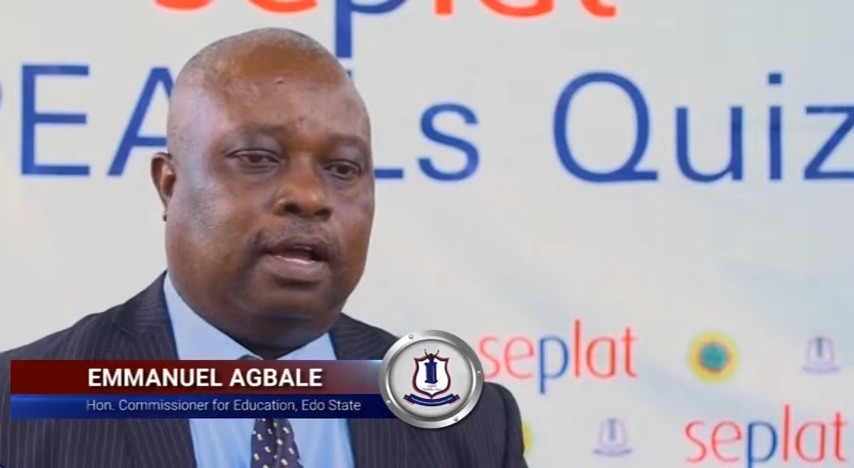 seplat
PEARLs Quiz
seplat
seplat
EMMANUEL AGBALE
Hon. Commissioner for Education, Edo State